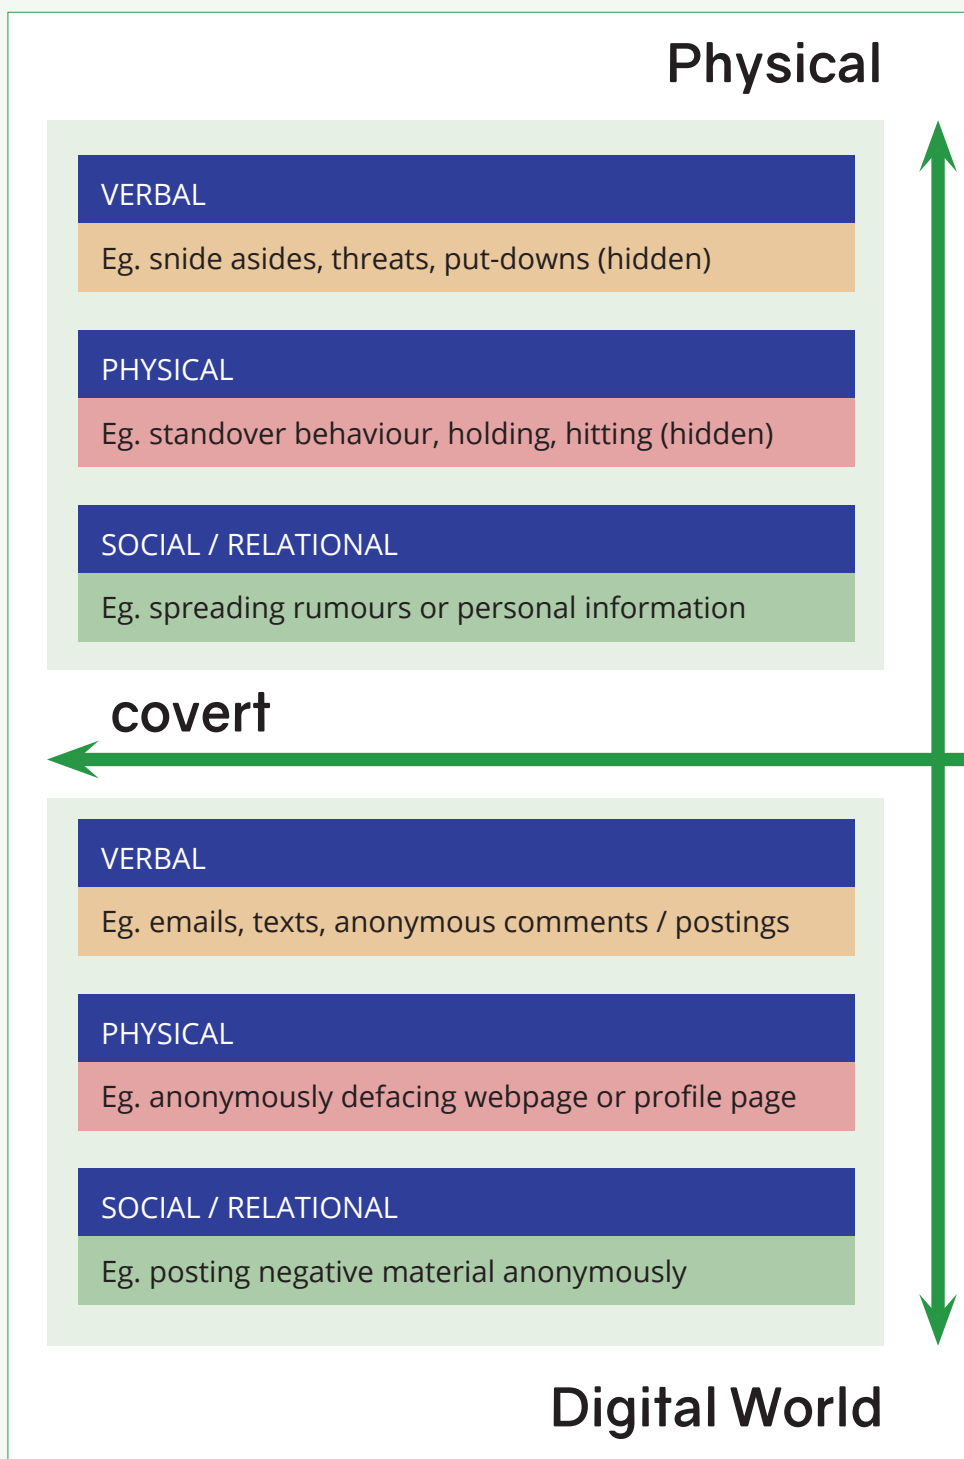 Physical
VERBAL
Eg. snide asides, threats, put-downs (hidden)
PHYSICAL
Eg. standover behaviour, holding, hitting (hidden)
SOCIAL / RELATIONAL
Eg. spreading rumours or personal information
covert
VERBAL
Eg. emails, texts, anonymous comments / postings
PHYSICAL
Eg. anonymously defacing webpage or profile page
SOCIAL / RELATIONAL
Eg. posting negative material anonymously
Digital World